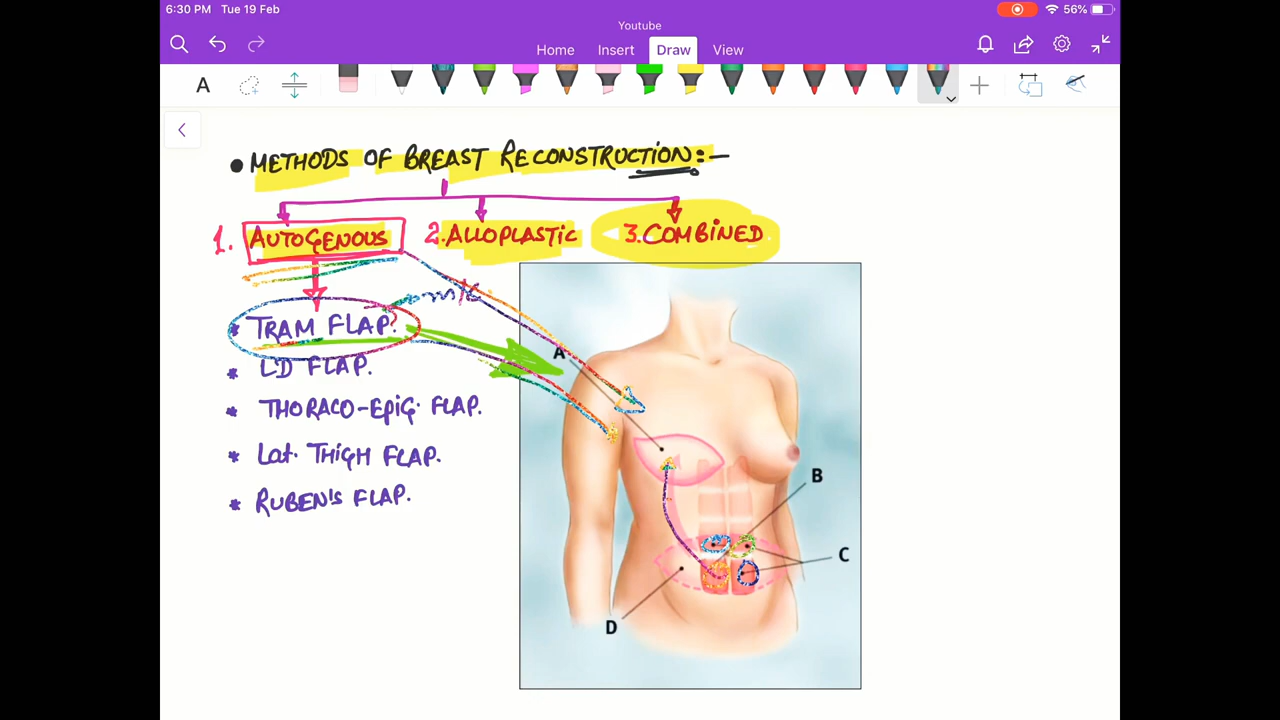 6:30 PM Tue 19 Feb 56%
Youtube
Home Insert Draw View
A
• METHODS OF BREAST RECONSTRUCTION:-
1. AUTOGENOUS 2. ALLOPLASTIC 3. COMBINED
m/c
* TRAM FLAP.
* LD FLAP.
* THORACO-EPIG. FLAP.
* Lat. THIGH FLAP.
* RUBEN'S FLAP.
A
B
C
D